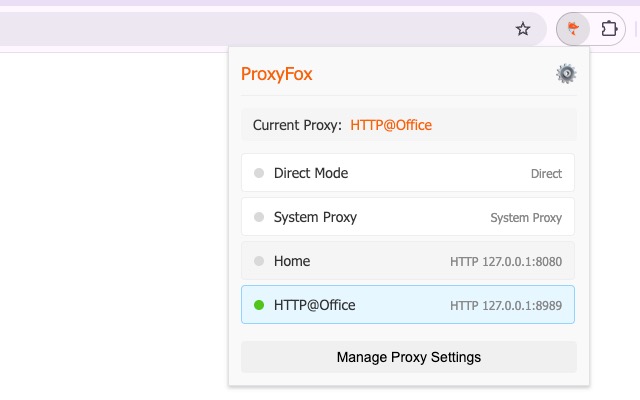 ProxyFox
Current Proxy: HTTP@Office
Direct Mode Direct
System Proxy System Proxy
Home HTTP 127.0.0.1:8080
HTTP@Office HTTP 127.0.0.1:8989
Manage Proxy Settings